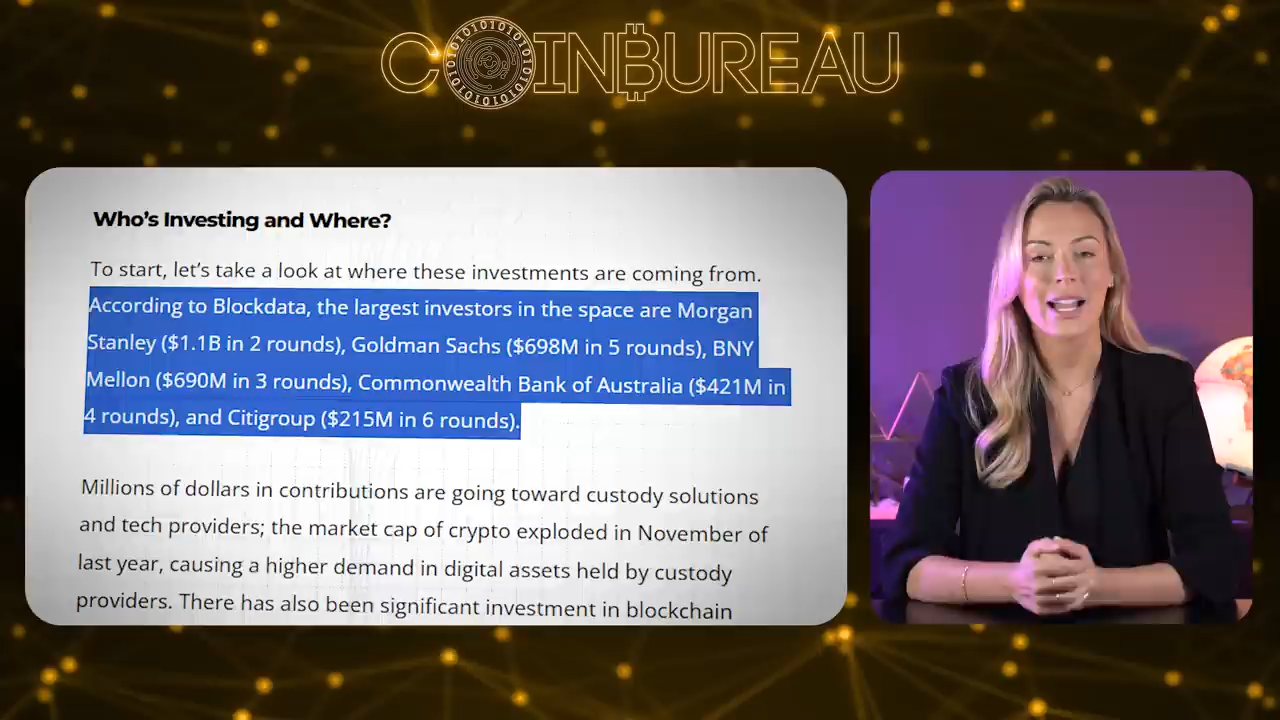 COINBUREAU
Who's Investing and Where?
To start, let's take a look at where these investments are coming from.
According to Blockdata, the largest investors in the space are Morgan
Stanley ($1.1B in 2 rounds), Goldman Sachs ($698M in 5 rounds), BNY
Mellon ($690M in 3 rounds), Commonwealth Bank of Australia ($421M in
4 rounds), and Citigroup ($215M in 6 rounds).
Millions of dollars in contributions are going toward custody solutions
and tech providers; the market cap of crypto exploded in November of
last year, causing a higher demand in digital assets held by custody
providers. There has also been significant investment in blockchain